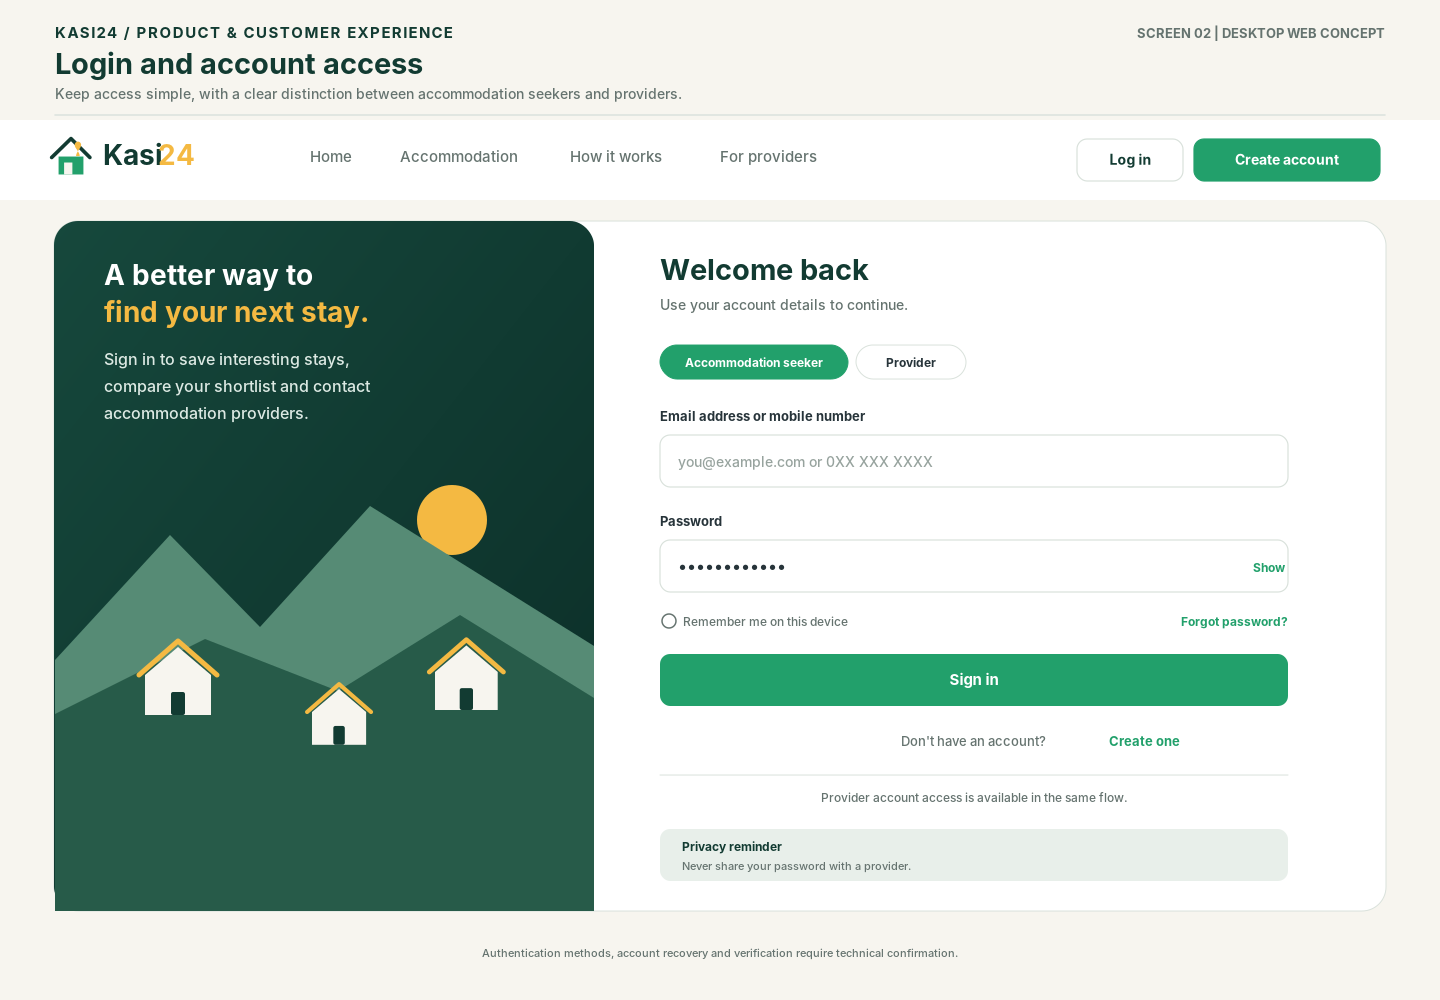 KASI24 / PRODUCT & CUSTOMER EXPERIENCE
SCREEN 02 | DESKTOP WEB CONCEPT
Login and account access
Keep access simple, with a clear distinction between accommodation seekers and providers.
Kasi24
Home
Accommodation
How it works
For providers
Log in
Create account
A better way to
find your next stay.
Sign in to save interesting stays,
compare your shortlist and contact
accommodation providers.
Welcome back
Use your account details to continue.
Accommodation seeker
Provider
Email address or mobile number
you@example.com or 0XX XXX XXXX
Password
••••••••••••
Show
Remember me on this device
Forgot password?
Sign in
Don't have an account?
Create one
Provider account access is available in the same flow.
Privacy reminder
Never share your password with a provider.
Authentication methods, account recovery and verification require technical confirmation.